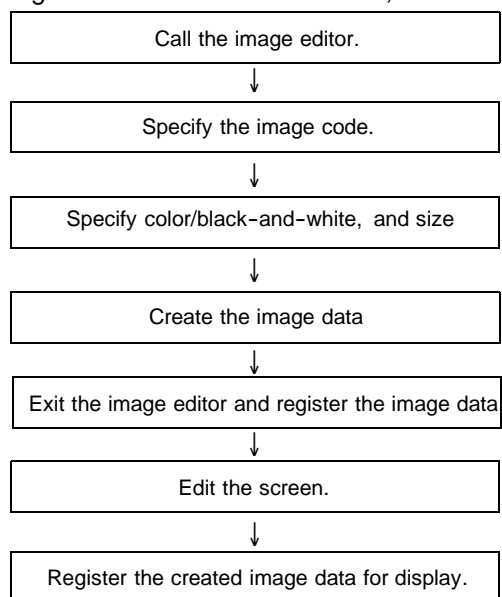 Call the image editor.
↓
Specify the image code.
↓
Specify color/black-and-white, and size
↓
Create the image data
↓
Exit the image editor and register the image data
↓
Edit the screen.
↓
Register the created image data for display.